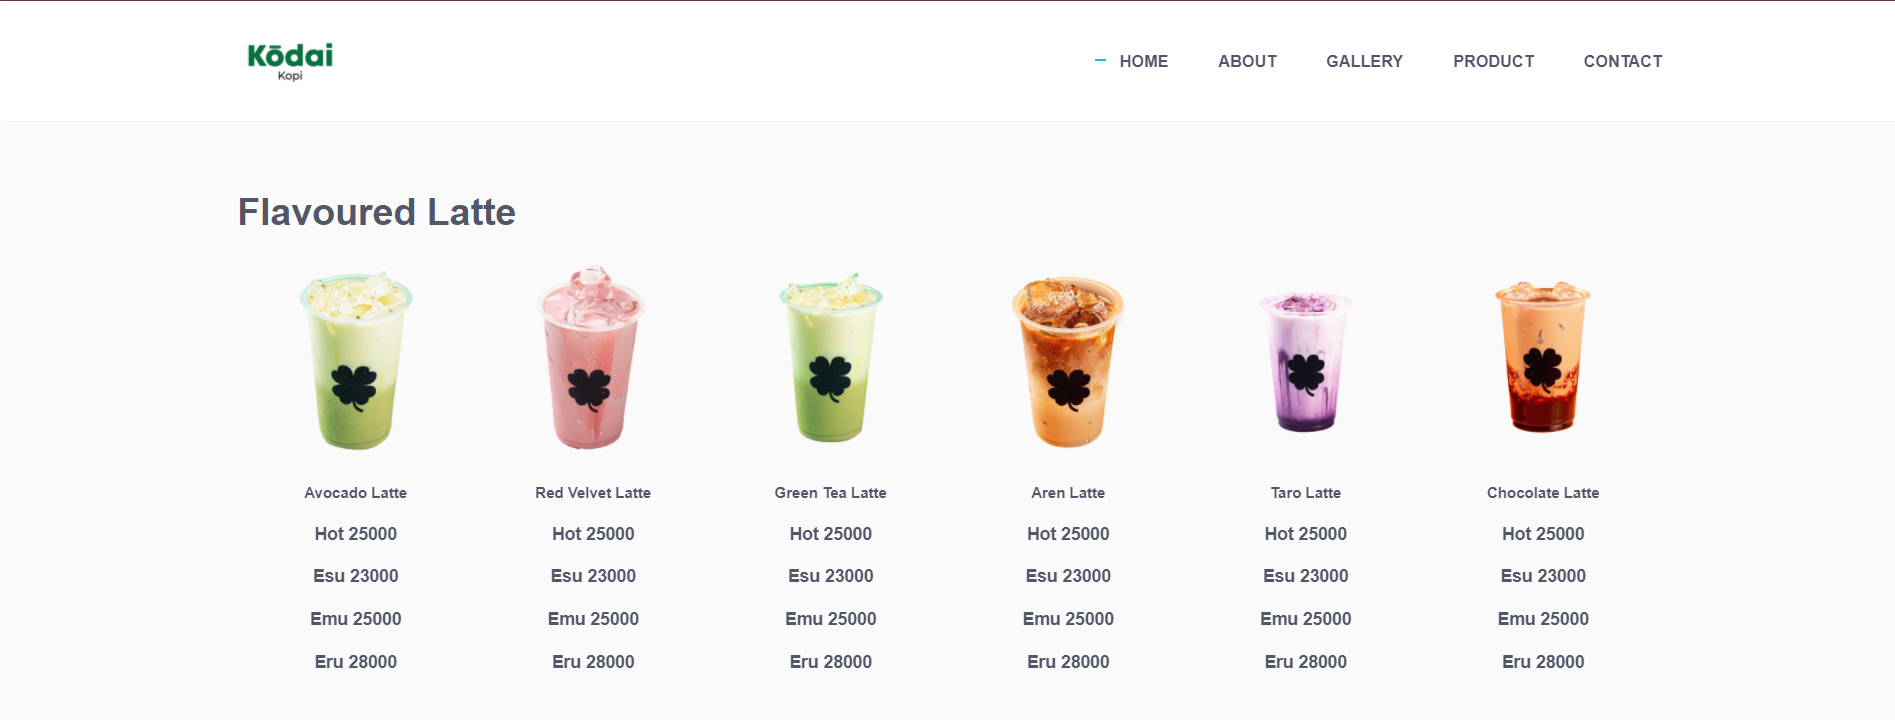 Kōdai
Kopi
HOME ABOUT GALLERY PRODUCT CONTACT
Flavoured Latte
Avocado Latte Red Velvet Latte Green Tea Latte Aren Latte Taro Latte Chocolate Latte
Hot 25000 Hot 25000 Hot 25000 Hot 25000 Hot 25000 Hot 25000
Esu 23000 Esu 23000 Esu 23000 Esu 23000 Esu 23000 Esu 23000
Emu 25000 Emu 25000 Emu 25000 Emu 25000 Emu 25000 Emu 25000
Eru 28000 Eru 28000 Eru 28000 Eru 28000 Eru 28000 Eru 28000